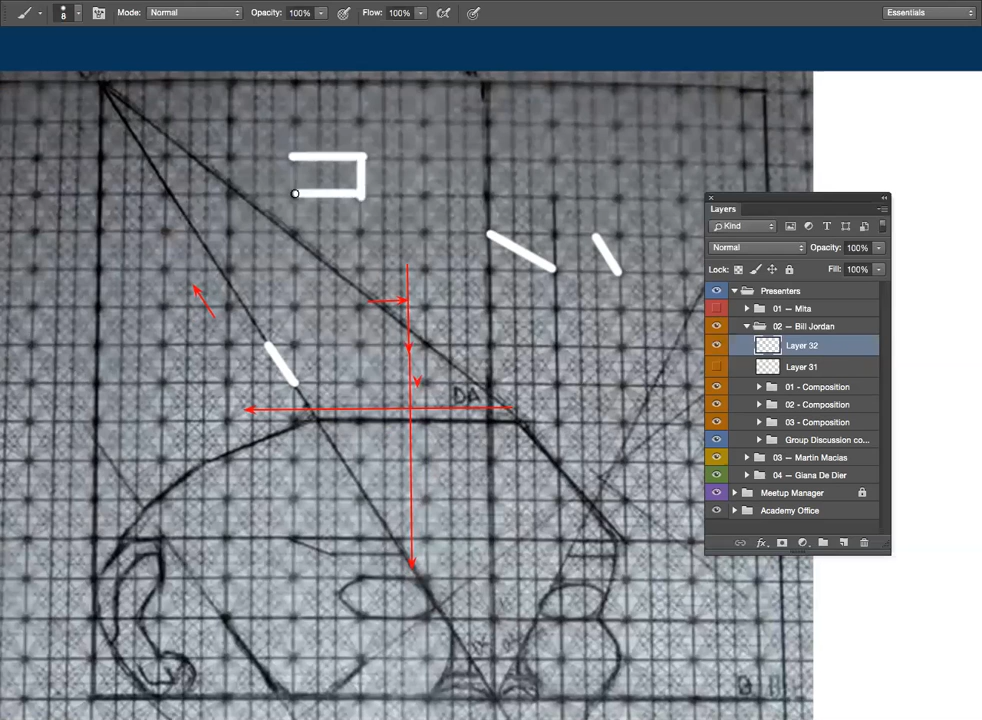 8
Mode: Normal
Opacity: 100%
Flow: 100%
Essentials
Layers
Kind
Normal
Opacity: 100%
Lock:
Fill: 100%
Presenters
01 — Mita
02 — Bill Jordan
Layer 32
Layer 31
01 - Composition
02 - Composition
03 - Composition
Group Discussion co...
03 — Martin Macias
04 — Giana De Dier
Meetup Manager
Academy Office
fx
DA